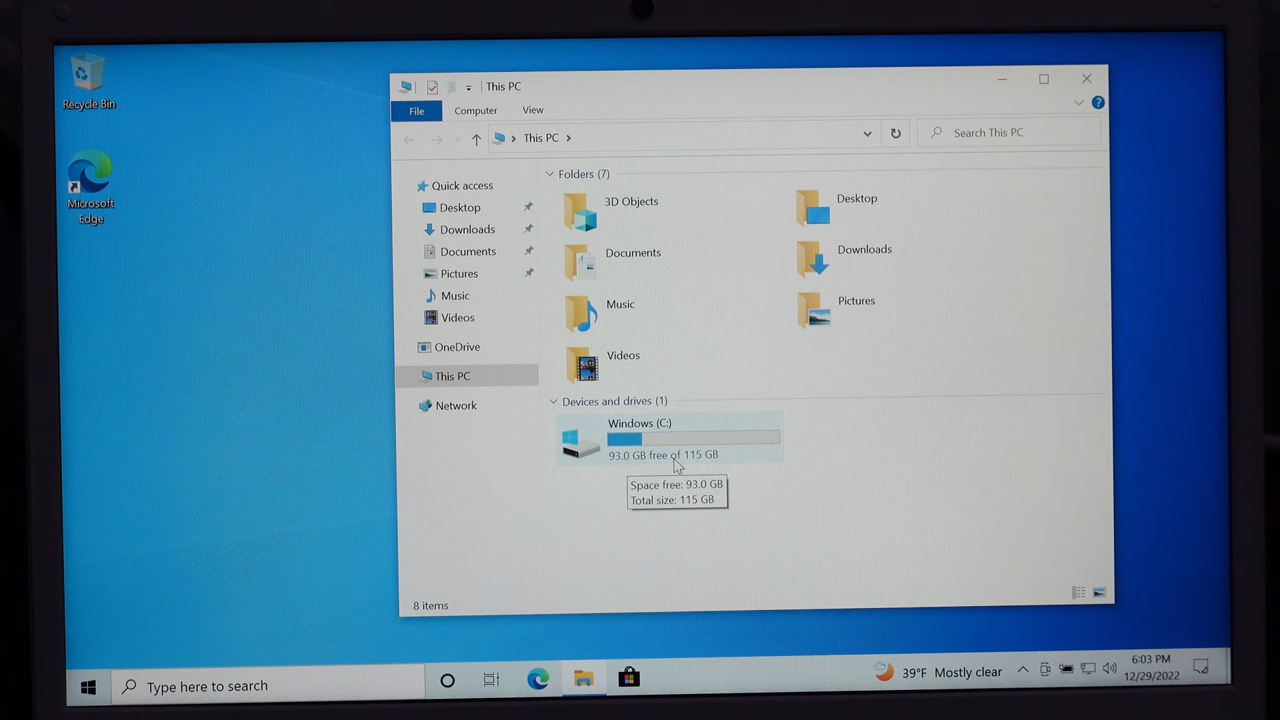 Recycle Bin
Microsoft
Edge
This PC
File
Computer
View
This PC
Search This PC
Quick access
Desktop
Downloads
Documents
Pictures
Music
Videos
OneDrive
This PC
Network
Folders (7)
3D Objects
Desktop
Documents
Downloads
Music
Pictures
Videos
Devices and drives (1)
Windows (C:)
93.0 GB free of 115 GB
Space free: 93.0 GB
Total size: 115 GB
8 items
Type here to search
39°F Mostly clear
6:03 PM
12/29/2022